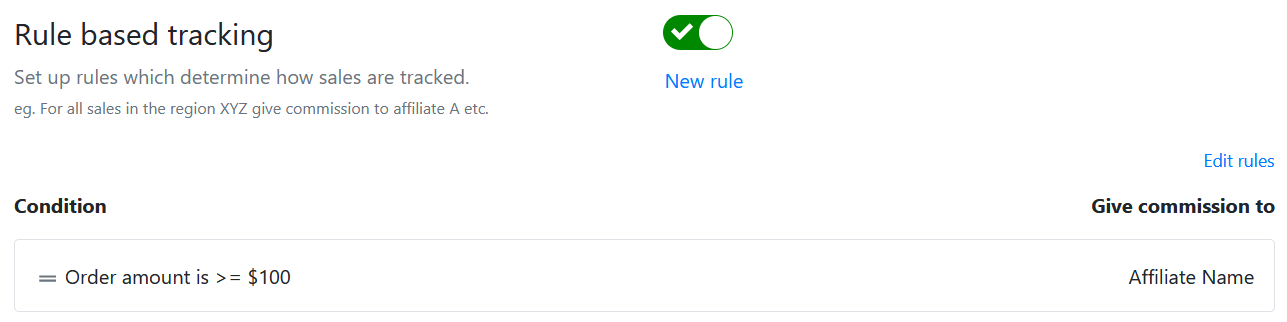 Rule based tracking
Set up rules which determine how sales are tracked.
New rule
eg. For all sales in the region XYZ give commission to affiliate A etc.
Edit rules
Condition Give commission to
Order amount is >= $100 Affiliate Name